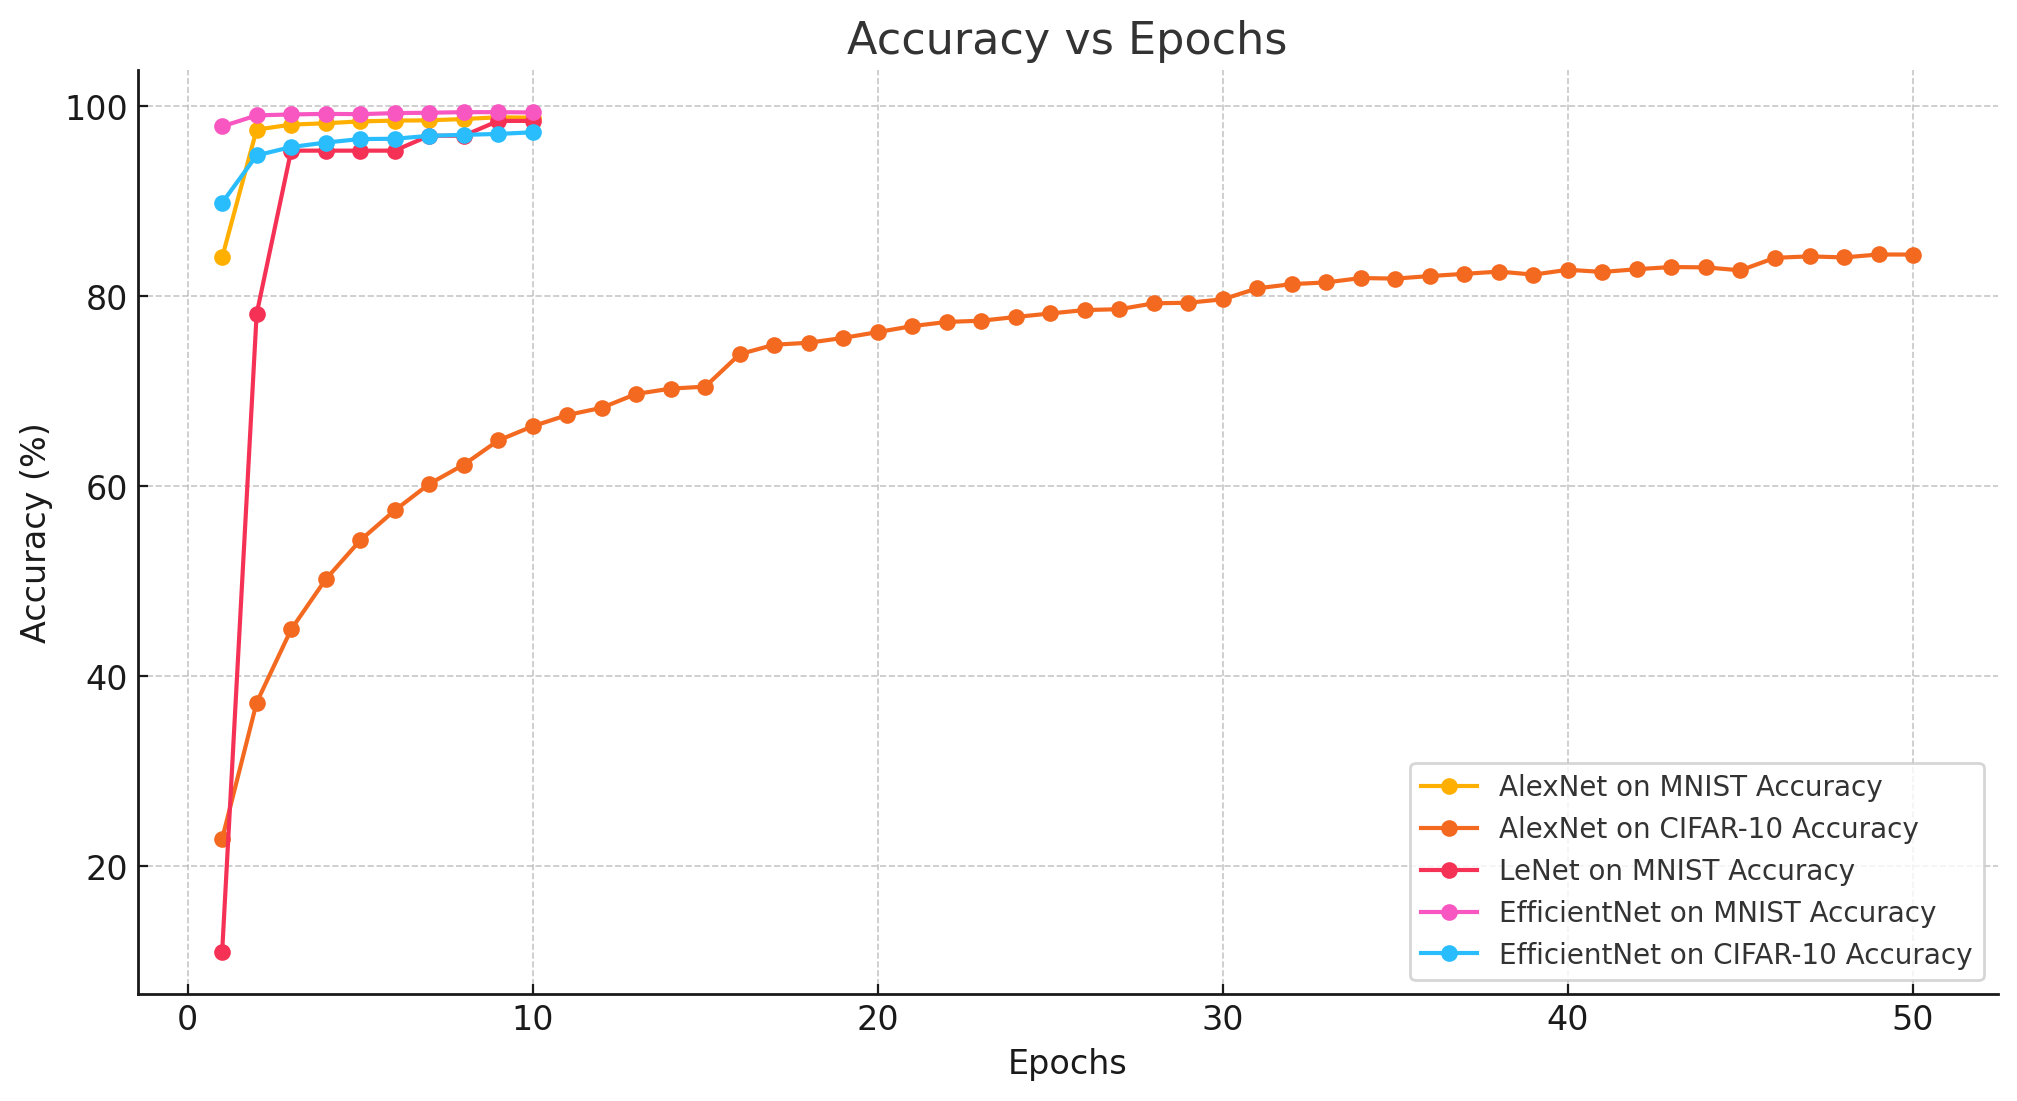 Accuracy vs Epochs
100
80
60
40
20
Accuracy (%)
0
10
20
30
40
50
Epochs
AlexNet on MNIST Accuracy
AlexNet on CIFAR-10 Accuracy
LeNet on MNIST Accuracy
EfficientNet on MNIST Accuracy
EfficientNet on CIFAR-10 Accuracy